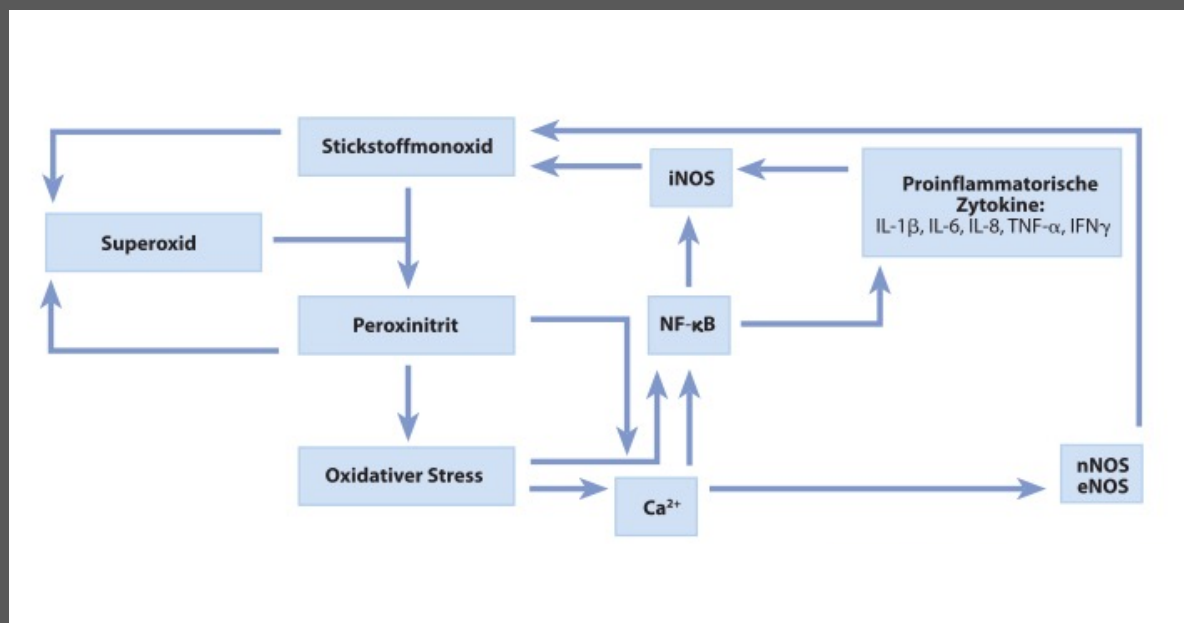 Stickstoffmonoxid
iNOS
Proinflammatorische
Zytokine:
IL-1β, IL-6, IL-8, TNF-α, IFNγ
Superoxid
Peroxinitrit
NF-κB
Oxidativer Stress
Ca²⁺
nNOS
eNOS